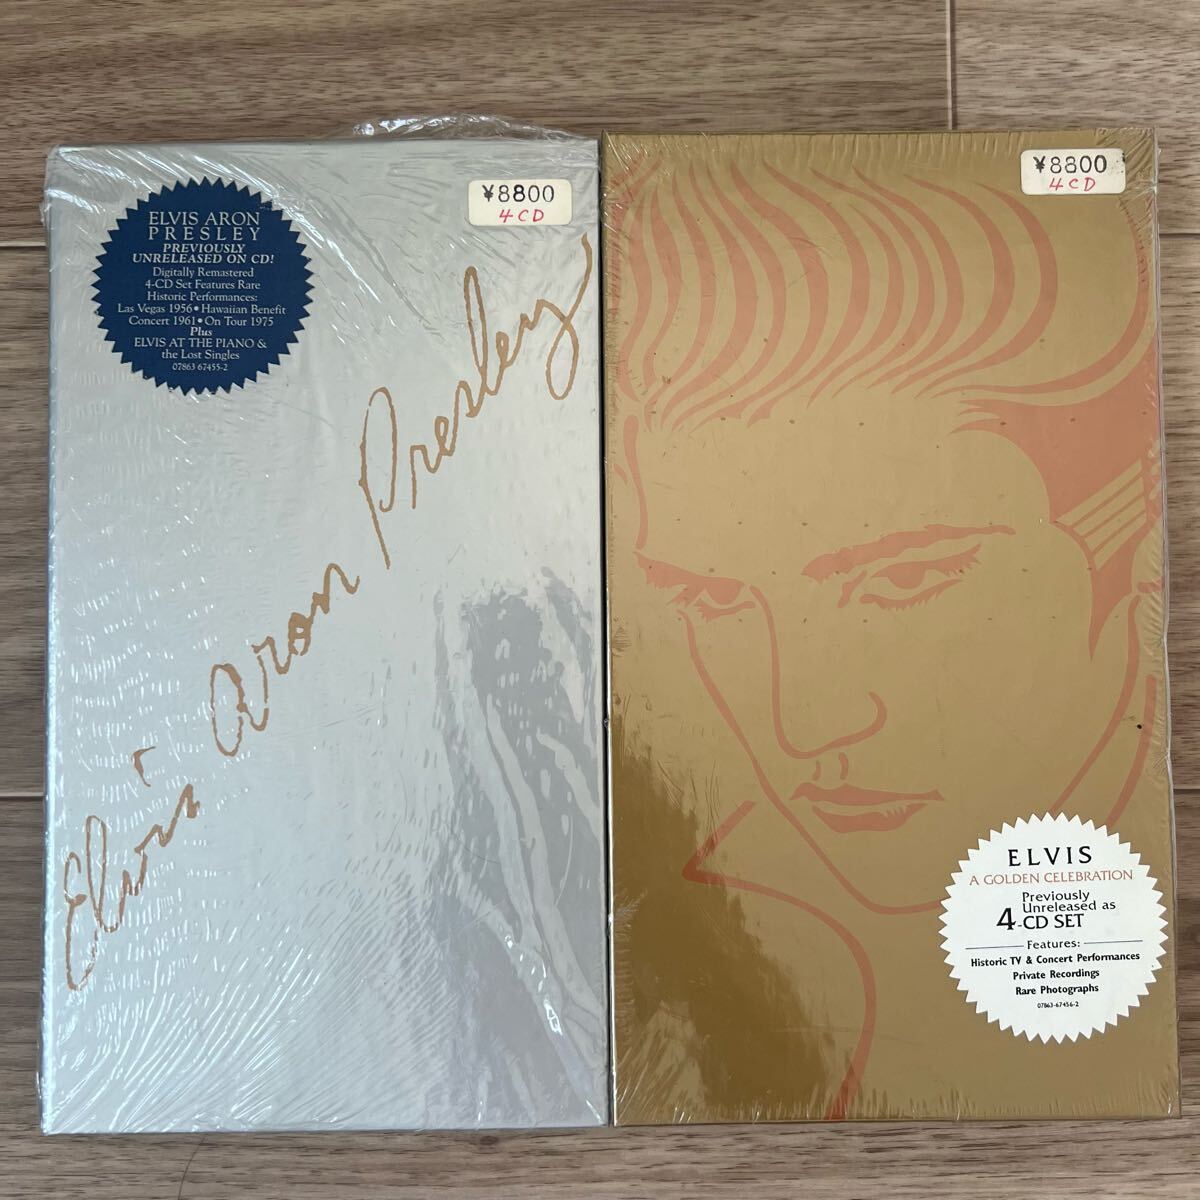 ELVIS ARON
PRESLEY
PREVIOUSLY
UNRELEASED ON CD!
Digitally Remastered
4-CD Set Features Rare
Historic Performances:
Las Vegas 1956 • Hawaiian Benefit
Concert 1961 • On Tour 1975
Plus
ELVIS AT THE PIANO &
the Lost Singles
07863 67455-2
¥8800
4CD
Elvis Aron Presley
¥8800
4CD
ELVIS
A GOLDEN CELEBRATION
Previously
Unreleased as
4-CD SET
Features:
Historic TV & Concert Performances
Private Recordings
Rare Photographs
07863-67456-2